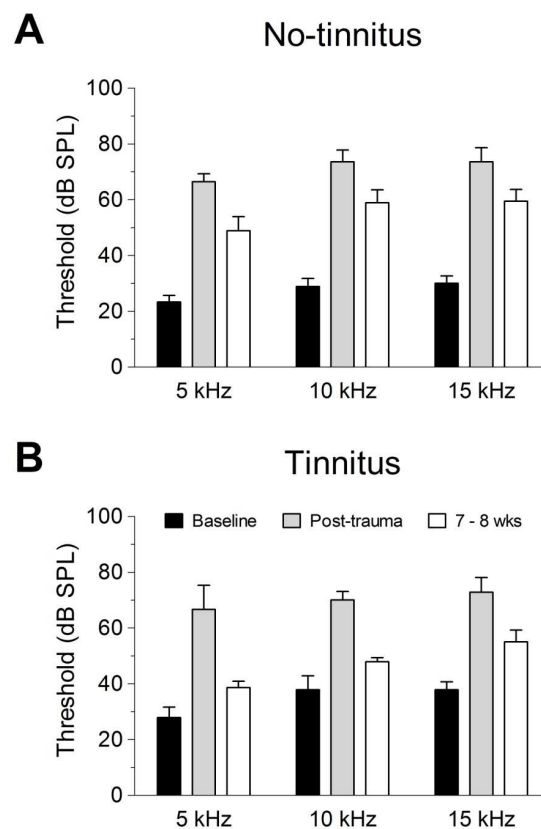 A
No-tinnitus
Threshold (dB SPL)
100
80
60
40
20
0
5 kHz 10 kHz 15 kHz
B
Tinnitus
Threshold (dB SPL)
100
80
60
40
20
0
Baseline Post-trauma 7 - 8 wks
5 kHz 10 kHz 15 kHz